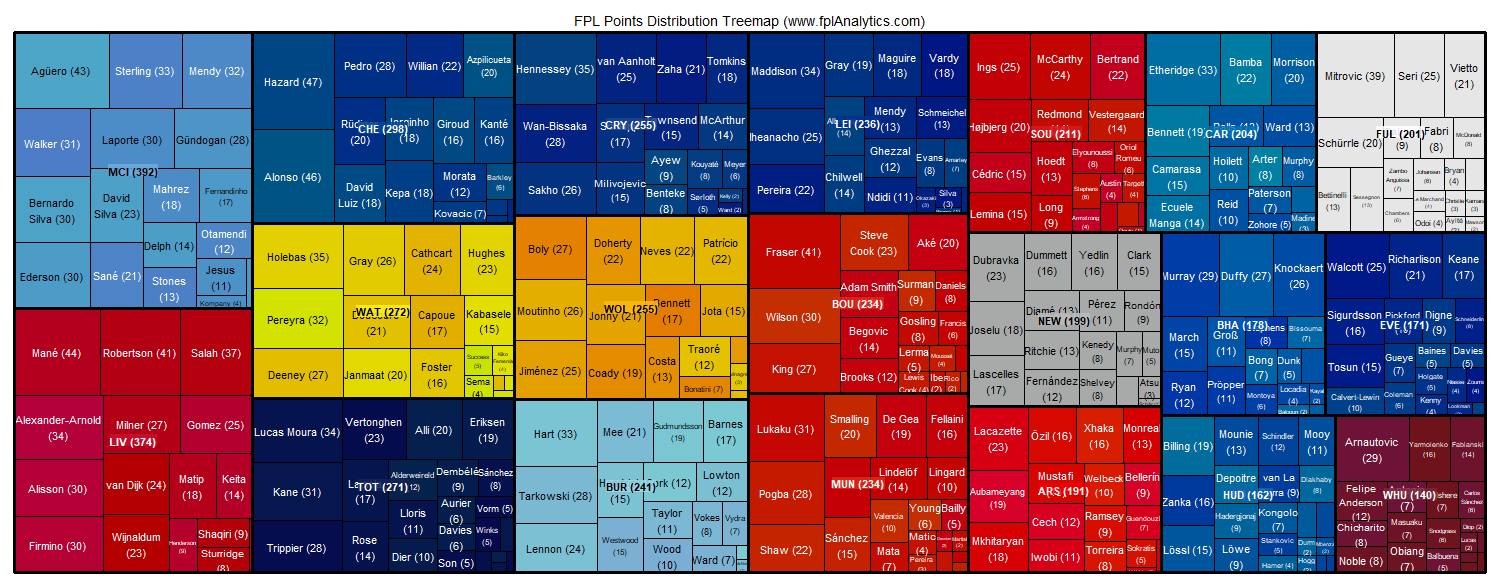 FPL Points Distribution Treemap (www.fplAnalytics.com)
Agüero (43)
Sterling (33)
Mendy (32)
Walker (31)
Laporte (30)
Gündogan (28)
MCI (392)
Bernardo
Silva (30)
David
Silva (23)
Mahrez
(18)
Fernandinho
(17)
Delph (14)
Otamendi
(12)
Ederson (30)
Sané (21)
Stones
(13)
Jesus
(11)
Kompany (4)
Mané (44)
Robertson (41)
Salah (37)
Alexander-Arnold
(34)
Milner (27)
Gomez (25)
LIV (374)
Alisson (30)
van Dijk (24)
Matip
(18)
Keita
(14)
Firmino (30)
Wijnaldum
(23)
Henderson
(9)
Shaqiri (9)
Sturridge
(8)
Hazard (47)
Pedro (28)
Willian (22)
Azpilicueta
(20)
Alonso (46)
(20)
CHE (298)
Giroud
(16)
Kanté
(16)
David
Luiz (18)
Kepa (18)
Morata
(12)
Barkley
(6)
Kovacic (7)
Holebas (35)
Gray (26)
Cathcart
(24)
Hughes
(23)
Pereyra (32)
WAT (272)
(21)
Capoue
(17)
Kabasele
(15)
Deeney (27)
Janmaat (20)
Foster
(16)
Success
(5)
Sema
(4)
Lucas Moura (34)
Vertonghen
(23)
Alli (20)
Eriksen
(19)
Kane (31)
(17)
TOT (271)
Alderweireld
(12)
Dembélé
(9)
Sánchez
(8)
Lloris
(11)
Aurier
(6)
Vorm (5)
Trippier (28)
Rose
(14)
Dier (10)
Davies
(6)
Winks
(5)
Son (5)
Hennessey (35)
van Aanholt
(25)
Zaha (21)
Tomkins
(18)
Wan-Bissaka
(28)
(17)
CRY (255)
Townsend
(15)
McArthur
(14)
Sakho (26)
Milivojevic
(15)
Ayew
(9)
Kouyaté
(8)
Meyer
(6)
Benteke
(8)
Sørloth
(5)
Kelly (2)
Ward (2)
Boly (27)
Doherty
(22)
Neves (22)
Patrício
(22)
Moutinho (26)
Jonny (21)
WOL (255)
Bennett
(17)
Jota (15)
Jiménez (25)
Coady (19)
Costa
(13)
Traoré
(12)
Bonatini (7)
Hart (33)
Mee (21)
Gudmundsson
(19)
Barnes
(17)
Tarkowski (28)
(15)
BUR (241)
(12)
Lowton
(12)
Lennon (24)
Westwood
(15)
Taylor
(11)
Vokes
(8)
Vydra
(7)
Wood
(10)
Ward (7)
Maddison (34)
Gray (19)
Maguire
(18)
Vardy
(18)
Iheanacho (25)
(14)
LEI (236)
Mendy
(13)
Schmeichel
(13)
Pereira (22)
Chilwell
(14)
Ghezzal
(12)
Evans
(8)
Amartey
(7)
Ndidi (11)
Okazaki
(3)
Silva
(3)
Fraser (41)
Steve
Cook (23)
Aké (20)
Wilson (30)
Adam Smith
BOU (234)
Surman
(9)
Daniels
(8)
Begovic
(14)
Gosling
(8)
Francis
(6)
King (27)
Brooks (12)
Lerma
(5)
Mousset
(4)
Lewis
Cook (4)
Ibe
(2)
Rico
(2)
Lukaku (31)
Smalling
(20)
De Gea
(19)
Fellaini
(16)
Pogba (28)
MUN (234)
Lindelöf
(14)
Lingard
(10)
Shaw (22)
Sánchez
(15)
Valencia
(10)
Young
(6)
Bailly
(5)
Mata
(7)
Matic
(4)
Pereira
(3)
Ings (25)
McCarthy
(24)
Bertrand
(22)
Højbjerg (20)
Redmond
SOU (211)
Vestergaard
(14)
Cédric (15)
Hoedt
(13)
Elyounoussi
(8)
Oriol
Romeu
(6)
Lemina (15)
Long
(9)
Stephens
(6)
Austin
(4)
Targett
(4)
Armstrong
(4)
Dubravka
(23)
Dummett
(16)
Yedlin
(16)
Clark
(15)
Joselu (18)
Diamé (13)
NEW (199)
Pérez
(11)
Rondón
(9)
Lascelles
(17)
Ritchie (13)
Kenedy
(8)
Murphy
(7)
Muto
(5)
Fernández
(12)
Shelvey
(8)
Atsu
(3)
Lacazette
(23)
Özil (16)
Xhaka
(16)
Monreal
(13)
Aubameyang
(19)
Mustafi
ARS (191)
Welbeck
(10)
Bellerín
(9)
Mkhitaryan
(18)
Cech (12)
Ramsey
(9)
Guendouzi
(7)
Iwobi (11)
Torreira
(8)
Sokratis
(5)
Etheridge (33)
Bamba
(22)
Morrison
(20)
Bennett (19)
CAR (204)
Ward (13)
Camarasa
(15)
Hoilett
(10)
Arter
(8)
Murphy
(8)
Ecuele
Manga (14)
Reid
(10)
Paterson
(7)
Zohore (5)
Madine
(3)
Murray (29)
Duffy (27)
Knockaert
(26)
March
(15)
Groß
(11)
BHA (178)
Stephens
(8)
Bissouma
(7)
Ryan
(12)
Pröpper
(11)
Bong
(7)
Dunk
(5)
Montoya
(6)
Locadia
(4)
Kayal
(2)
Balogun (2)
Billing (19)
Mounie
(13)
Schindler
(12)
Mooy
(11)
Zanka (16)
Depoitre
HUD (162)
van La
Parra (9)
Diakhaby
(8)
Lössl (15)
Hadergjonaj
(9)
Kongolo
(7)
Löwe
(9)
Stankovic
(5)
Durm
(2)
Hamer (4)
Hogg
(2)
Mbenza
(2)
Mitrovic (39)
Seri (25)
Vietto
(21)
Schürrle (20)
FUL (201)
(9)
Fabri
(8)
McDonald
(8)
Bettinelli
(13)
Sessegnon
(13)
Zambo
Anguissa
(7)
Johansen
(6)
Bryan
(4)
Chambers
(6)
Le Marchand
(4)
Christie
(3)
Kamara
(3)
Odoi (4)
Walcott (25)
Richarlison
(21)
Keane
(17)
Sigurdsson
(16)
Pickford
EVE (171)
Digne
(9)
Schneiderlin
(8)
Tosun (15)
Gueye
(7)
Baines
(5)
Davies
(5)
Calvert-Lewin
(10)
Coleman
(6)
Holgate
(5)
Niasse
(4)
Zouma
(4)
Kenny
(4)
Lookman
Arnautovic
(29)
Yarmolenko
(16)
Fabianski
(14)
Felipe
Anderson
(12)
WHU (140)
Carlos
Sánchez
(6)
Chicharito
(8)
Masuaku
(7)
Snodgrass
(6)
Diop (2)
Lucas
(2)
Noble (8)
Obiang
(7)
Balbuena
(5)